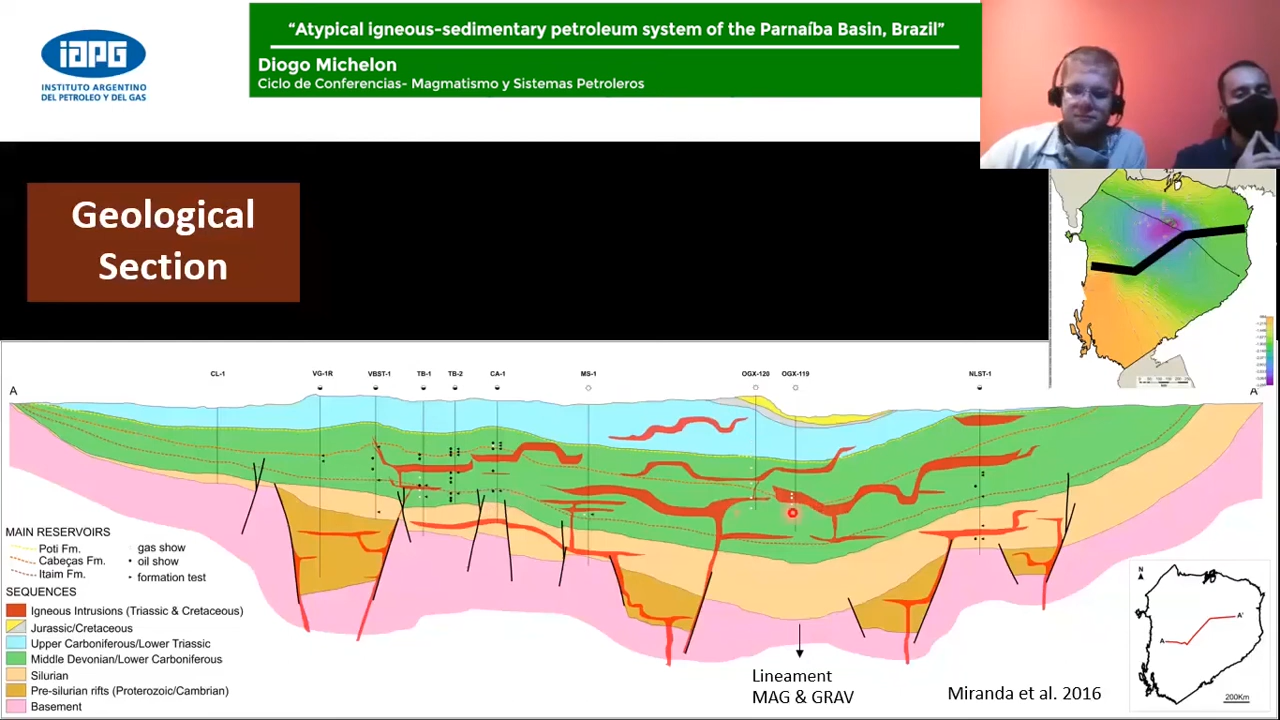 iAPG
INSTITUTO ARGENTINO
DEL PETROLEO Y DEL GAS
“Atypical igneous-sedimentary petroleum system of the Parnaíba Basin, Brazil”
Diogo Michelon
Ciclo de Conferencias- Magmatismo y Sistemas Petroleros
Geological
Section
CL-1 VG-1R VBST-1 TB-1 TB-2 CA-1 MS-1 OGX-120 OGX-119 NLST-1
A A'
MAIN RESERVOIRS
Poti Fm.
Cabeças Fm.
Itaim Fm.
gas show
oil show
formation test
SEQUENCES
Igneous Intrusions (Triassic & Cretaceous)
Jurassic/Cretaceous
Upper Carboniferous/Lower Triassic
Middle Devonian/Lower Carboniferous
Silurian
Pre-silurian rifts (Proterozoic/Cambrian)
Basement
Lineament
MAG & GRAV
Miranda et al. 2016
N
A A'
200Km